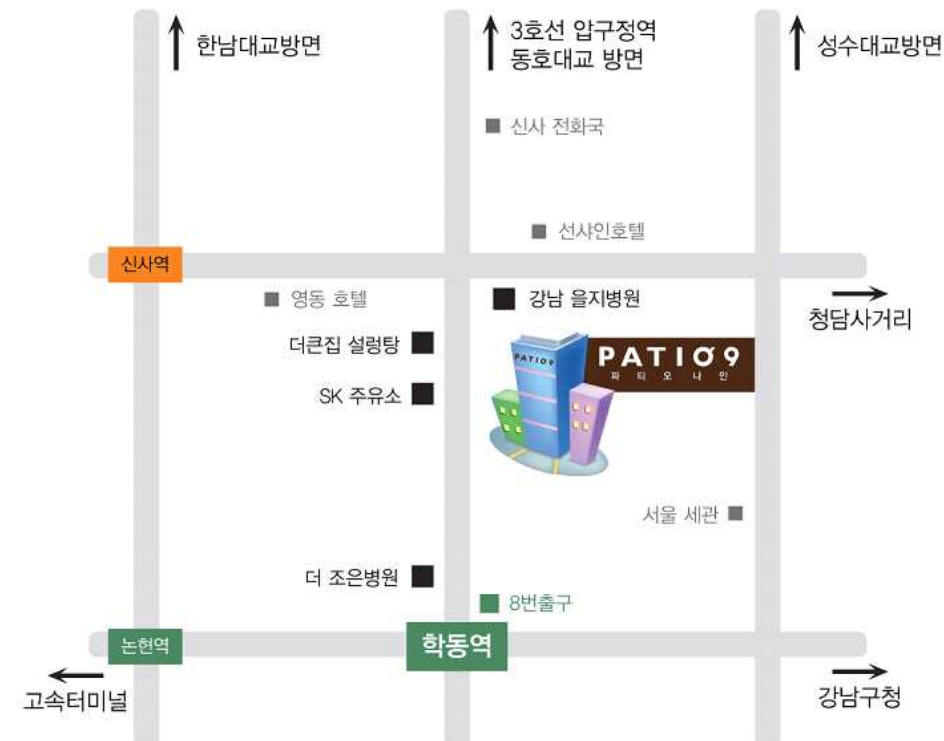 한남대교방면
3호선 압구정역
동호대교 방면
성수대교방면
신사 전화국
선샤인호텔
신사역
영동 호텔
강남 을지병원
청담사거리
더큰집 설렁탕
PATIO9
PATIO9
파티오나인
SK 주유소
서울 세관
더 조은병원
8번출구
논현역
학동역
고속터미널
강남구청